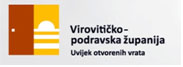 Virovitičko-
podravska županija
Uvijek otvorenih vrata